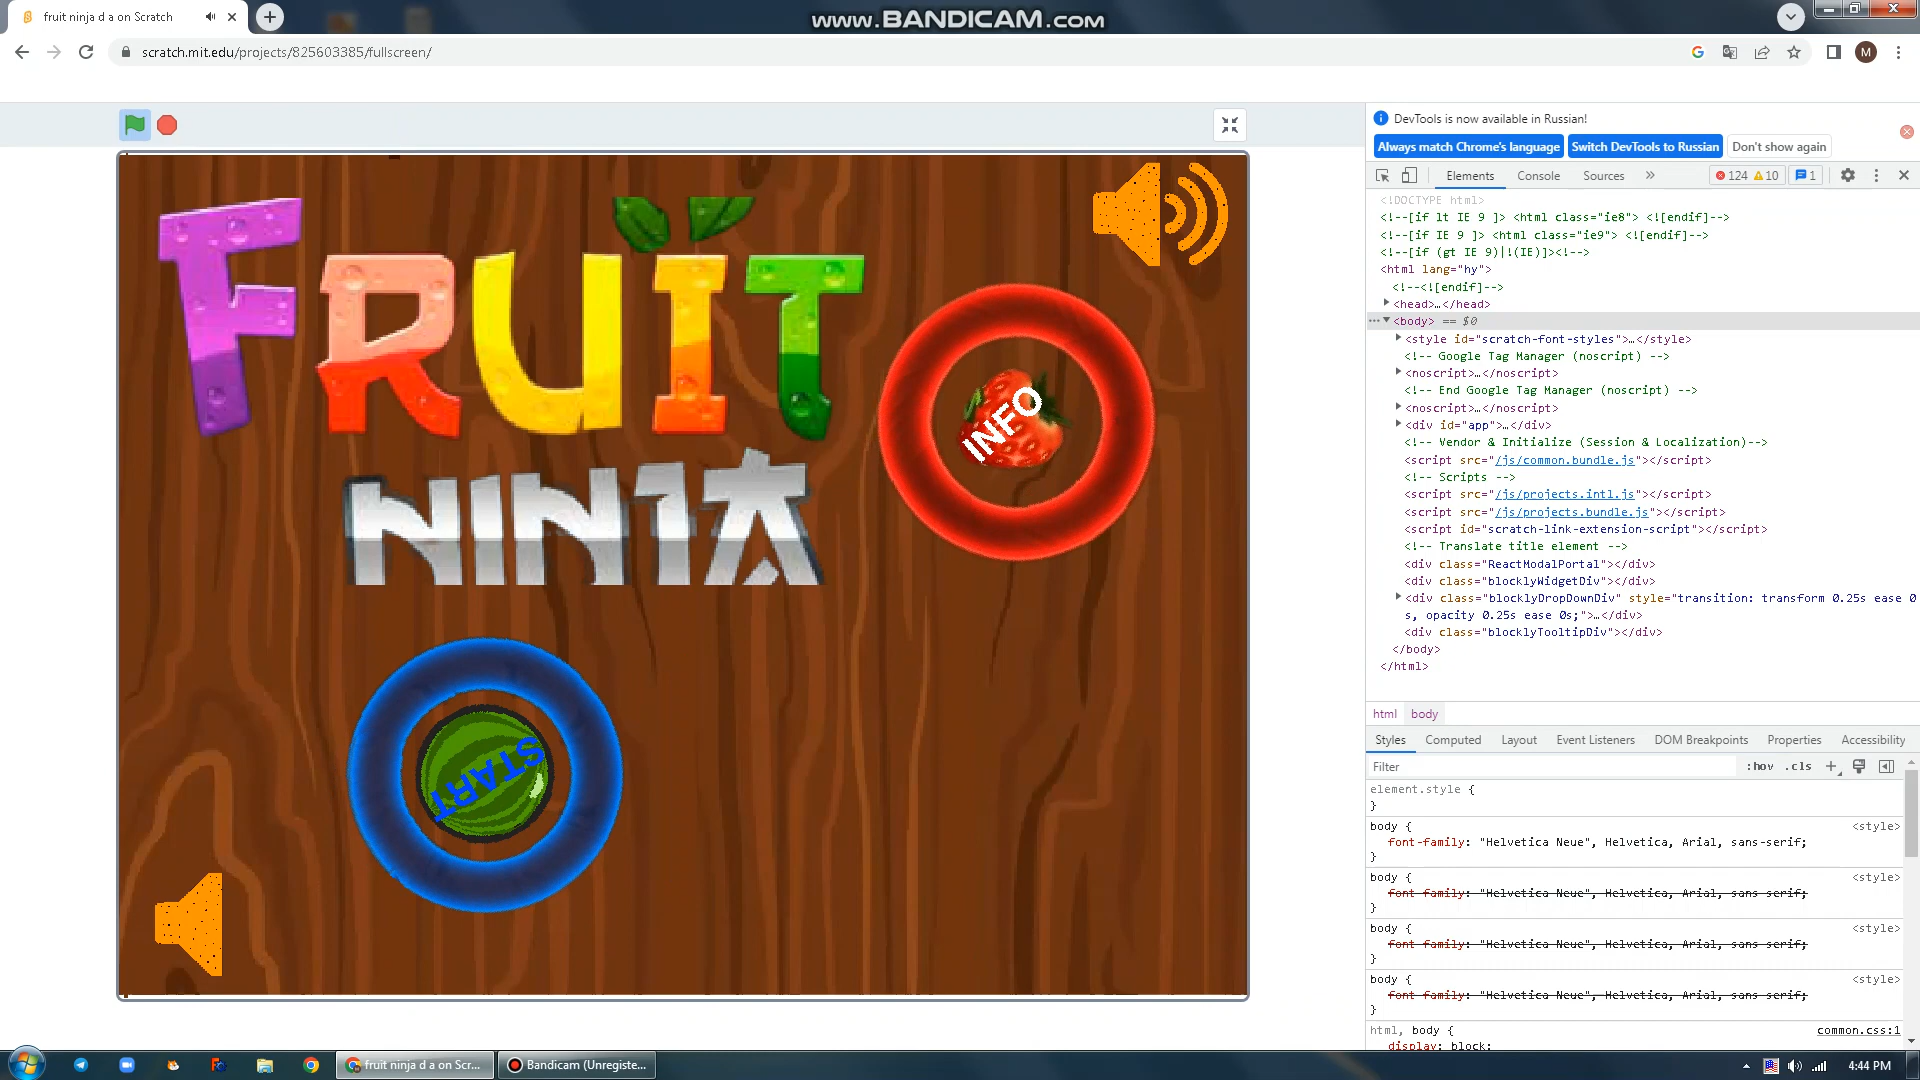 fruit ninja d a on Scratch
www.BANDICAM.com
scratch.mit.edu/projects/825603385/fullscreen/
M
FRUIT
NINJA
INFO
START
DevTools is now available in Russian!
Always match Chrome's language
Switch DevTools to Russian
Don't show again
Elements
Console
Sources
124
10
1
<!DOCTYPE html>
<!--[if lt IE 9 ]> <html class="ie8"> <![endif]-->
<!--[if IE 9 ]> <html class="ie9"> <![endif]-->
<!--[if (gt IE 9)|!(IE)]><!-->
<html lang="hy">
<!--<![endif]-->
<head>…</head>
<body> == $0
<style id="scratch-font-styles">…</style>
<!-- Google Tag Manager (noscript) -->
<noscript>…</noscript>
<!-- End Google Tag Manager (noscript) -->
<noscript>…</noscript>
<div id="app">…</div>
<!-- Vendor & Initialize (Session & Localization)-->
<script src="/js/common.bundle.js"></script>
<!-- Scripts -->
<script src="/js/projects.intl.js"></script>
<script src="/js/projects.bundle.js"></script>
<script id="scratch-link-extension-script"></script>
<!-- Translate title element -->
<div class="ReactModalPortal"></div>
<div class="blocklyWidgetDiv"></div>
<div class="blocklyDropDownDiv" style="transition: transform 0.25s ease 0
s, opacity 0.25s ease 0s;">…</div>
<div class="blocklyTooltipDiv"></div>
</body>
</html>
html
body
Styles
Computed
Layout
Event Listeners
DOM Breakpoints
Properties
Accessibility
Filter
:hov
.cls
element.style {
}
body {
<style>
font-family: "Helvetica Neue", Helvetica, Arial, sans-serif;
}
body {
<style>
font-family: "Helvetica Neue", Helvetica, Arial, sans-serif;
}
body {
<style>
font-family: "Helvetica Neue", Helvetica, Arial, sans-serif;
}
body {
<style>
font-family: "Helvetica Neue", Helvetica, Arial, sans-serif;
}
html, body {
common.css:1
display: block;
fruit ninja d a on Scr...
Bandicam (Unregiste...
4:44 PM